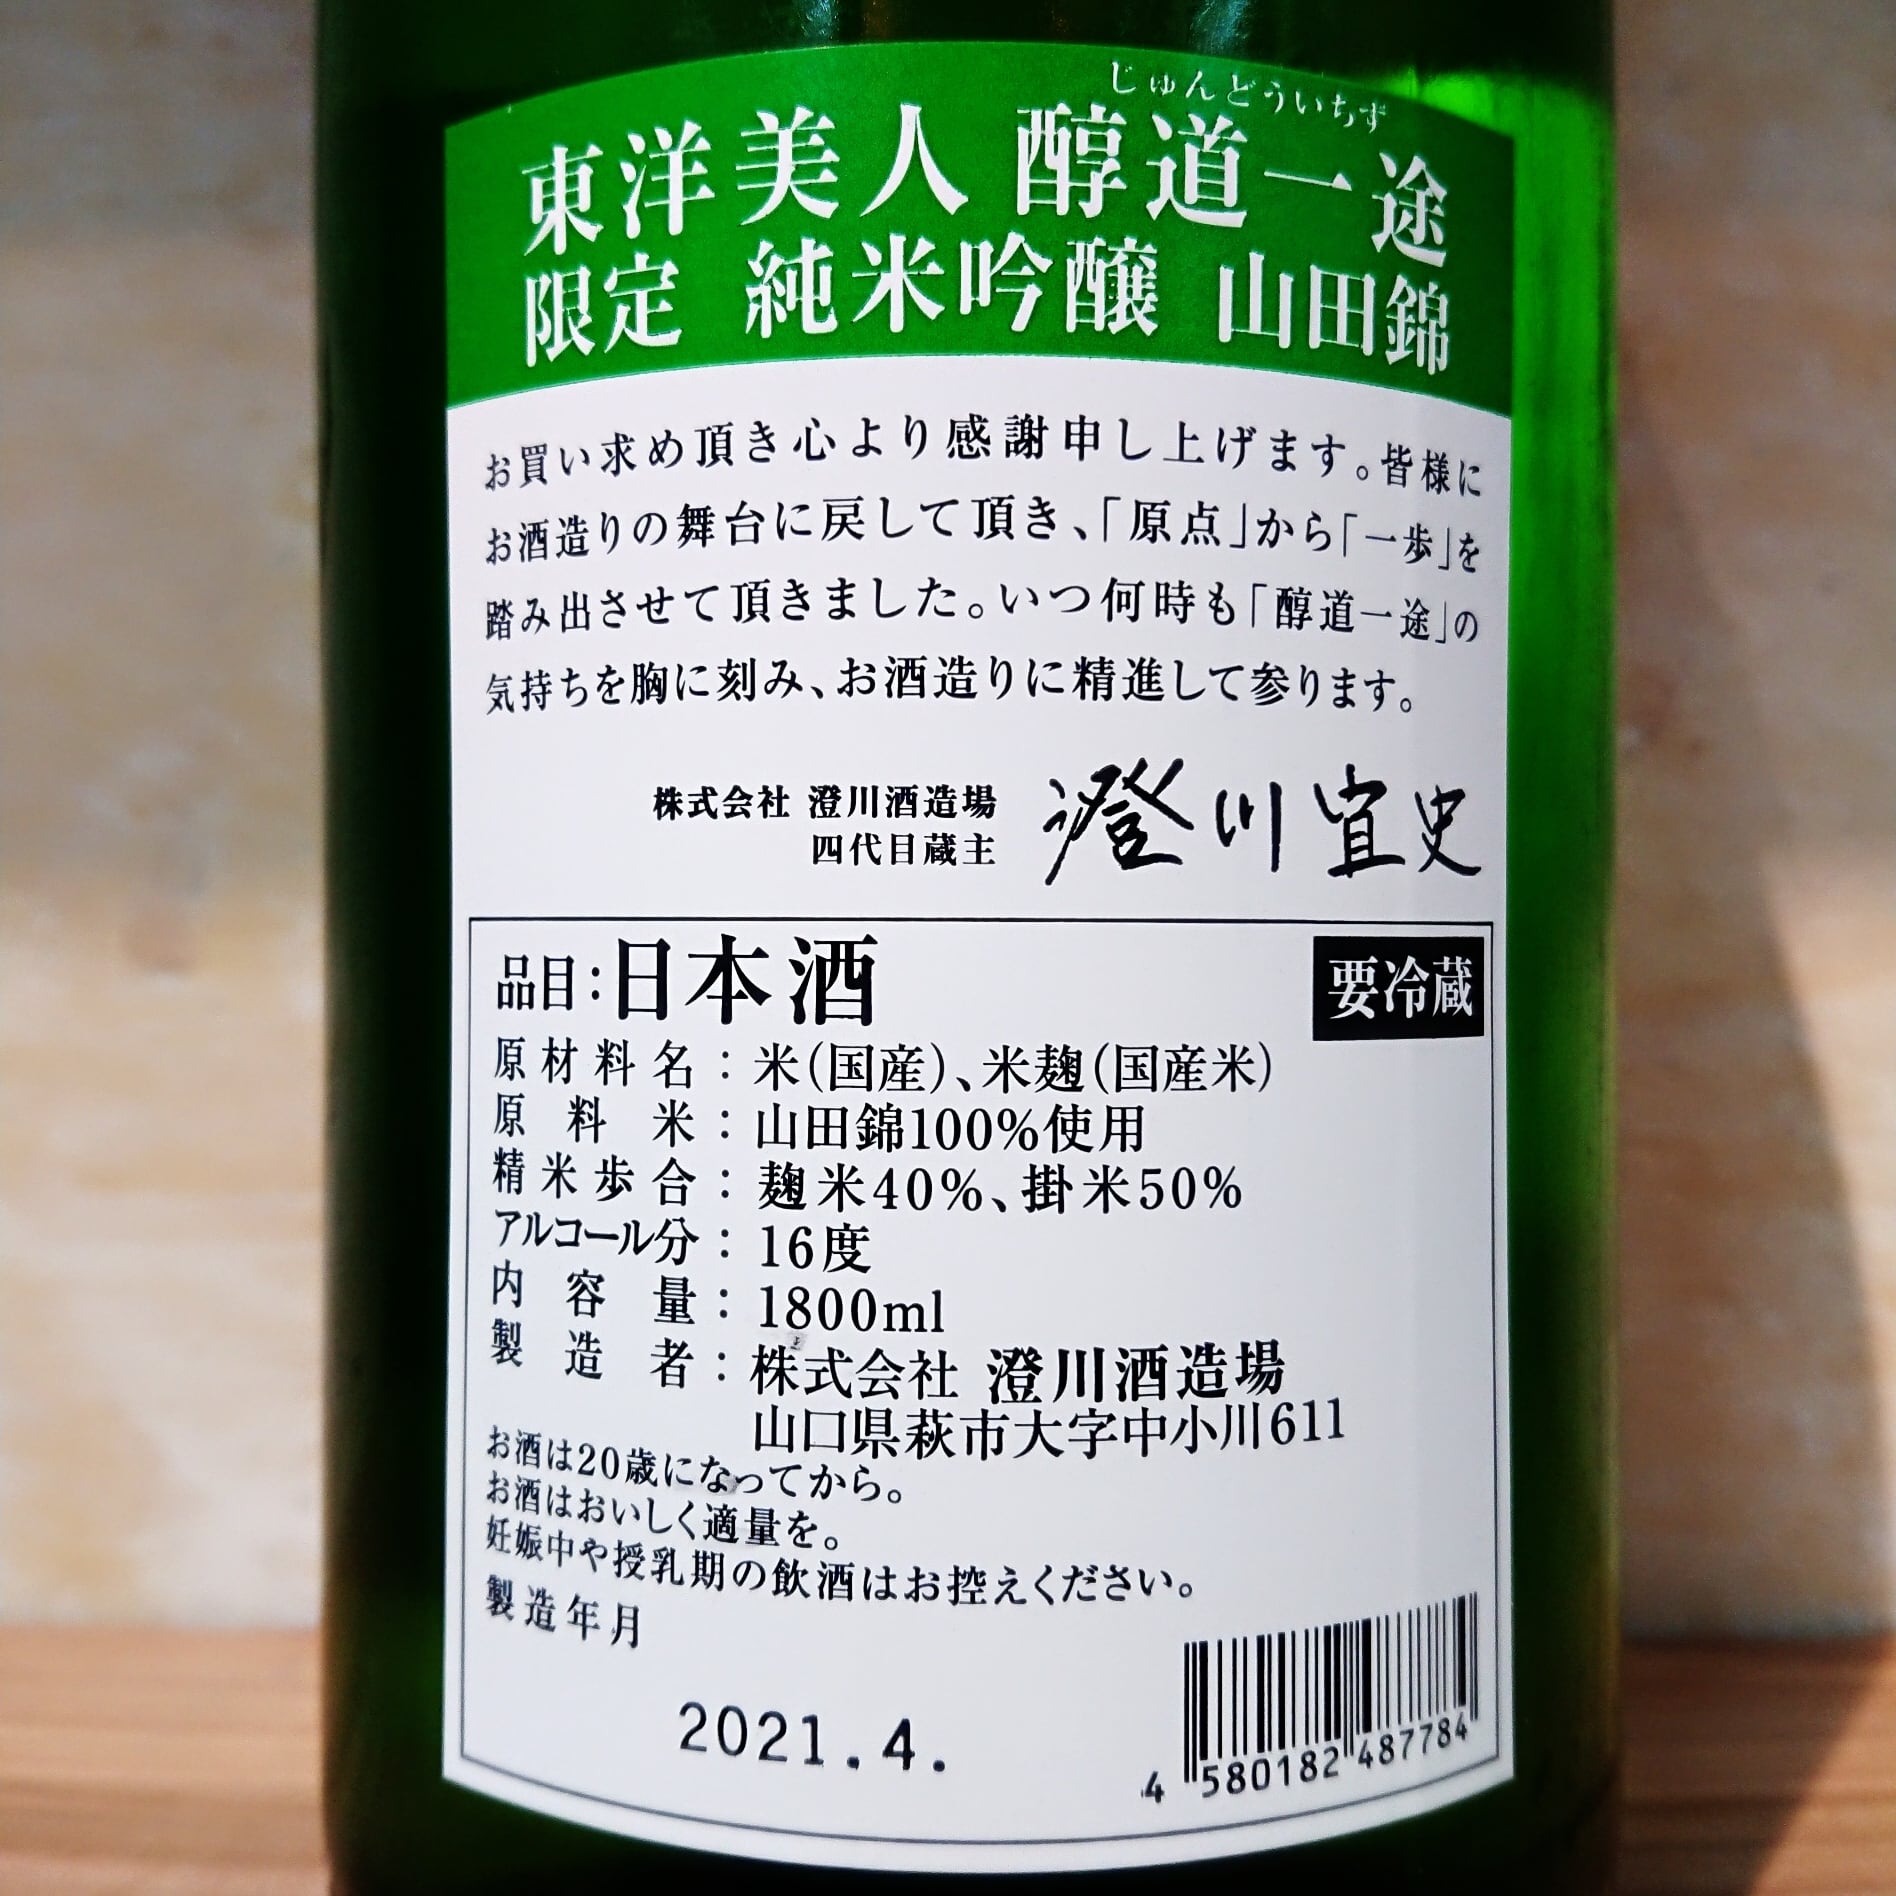 じゅんどういちず
東洋美人 醇道一途
限定 純米吟醸 山田錦
お買い求め頂き心より感謝申し上げます。皆様に
お酒造りの舞台に戻して頂き、「原点」から「一歩」を
踏み出させて頂きました。いつ何時も「醇道一途」の
気持ちを胸に刻み、お酒造りに精進して参ります。
株式会社 澄川酒造場
四代目蔵主
澄川宜史
品目:日本酒
要冷蔵
原材料名:米(国産)、米麹(国産米)
原料米:山田錦100%使用
精米歩合:麹米40%、掛米50%
アルコール分:16度
内容量:1800ml
製造者:株式会社 澄川酒造場
山口県萩市大字中小川611
お酒は20歳になってから。
お酒はおいしく適量を。
妊娠中や授乳期の飲酒はお控えください。
製造年月
2021.4.
4 580182 487784